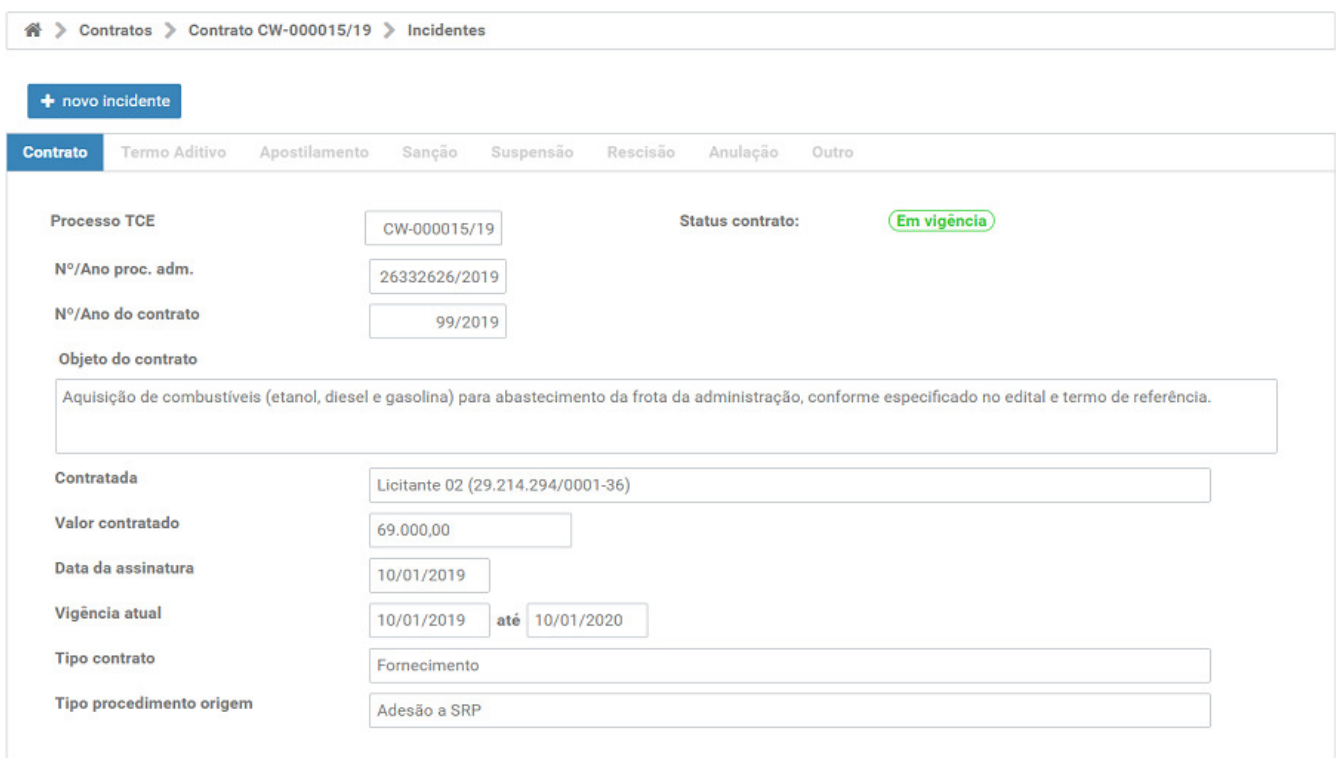 Contratos Contrato CW-000015/19 Incidentes
+ novo incidente
Contrato Termo Aditivo Apostilamento Sanção Suspensão Rescisão Anulação Outro
Processo TCE CW-000015/19 Status contrato: Em vigência
Nº/Ano proc. adm. 26332626/2019
Nº/Ano do contrato 99/2019
Objeto do contrato
Aquisição de combustíveis (etanol, diesel e gasolina) para abastecimento da frota da administração, conforme especificado no edital e termo de referência.
Contratada Licitante 02 (29.214.294/0001-36)
Valor contratado 69.000,00
Data da assinatura 10/01/2019
Vigência atual 10/01/2019 até 10/01/2020
Tipo contrato Fornecimento
Tipo procedimento origem Adesão a SRP